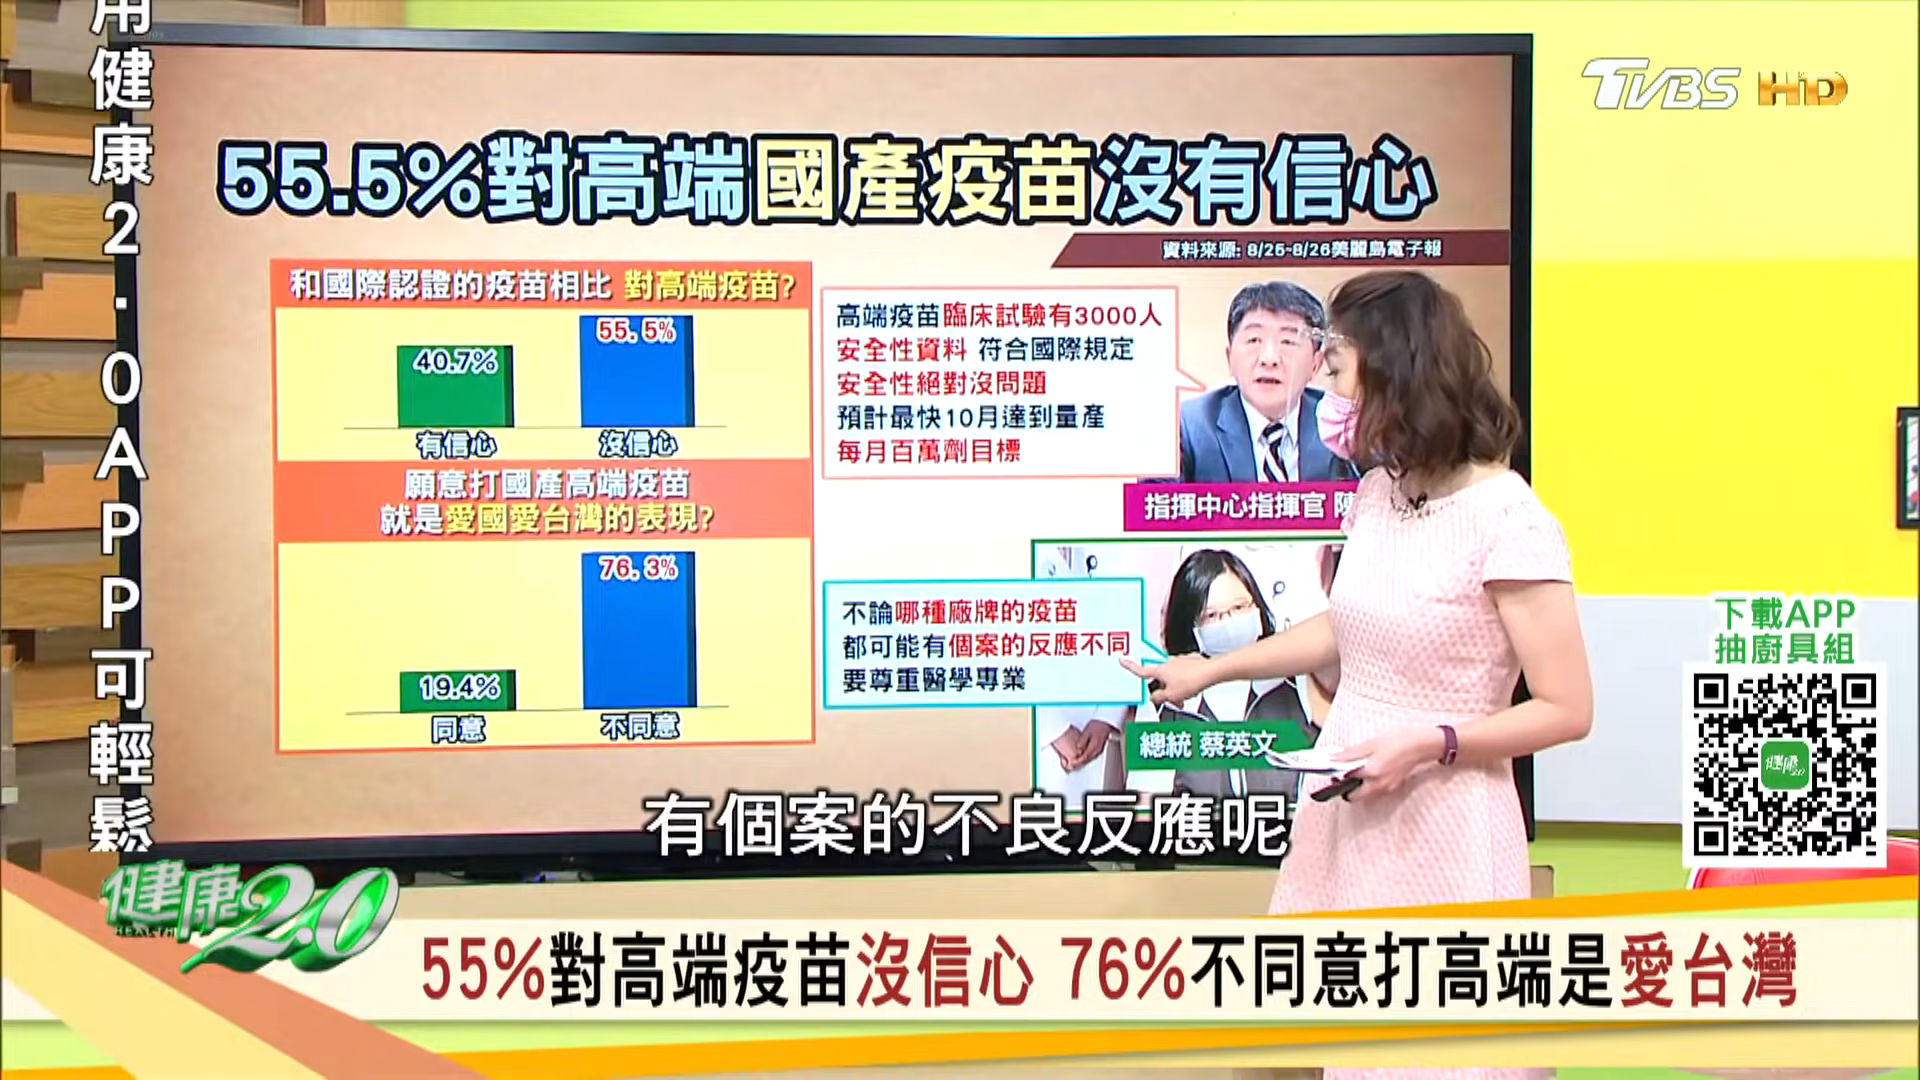 用健康2.0APP可輕鬆
TVBS HD
55.5%對高端國產疫苗沒有信心
資料來源: 8/25-8/26美麗島電子報
和國際認證的疫苗相比 對高端疫苗?
40.7%
55.5%
有信心
沒信心
願意打國產高端疫苗
就是愛國愛台灣的表現?
19.4%
76.3%
同意
不同意
高端疫苗臨床試驗有3000人
安全性資料 符合國際規定
安全性絕對沒問題
預計最快10月達到量產
每月百萬劑目標
指揮中心指揮官 陳
不論哪種廠牌的疫苗
都可能有個案的反應不同
要尊重醫學專業
總統 蔡英文
下載APP
抽廚具組
健康2.0
有個案的不良反應呢
健康2.0
HEALTH
55%對高端疫苗沒信心 76%不同意打高端是愛台灣